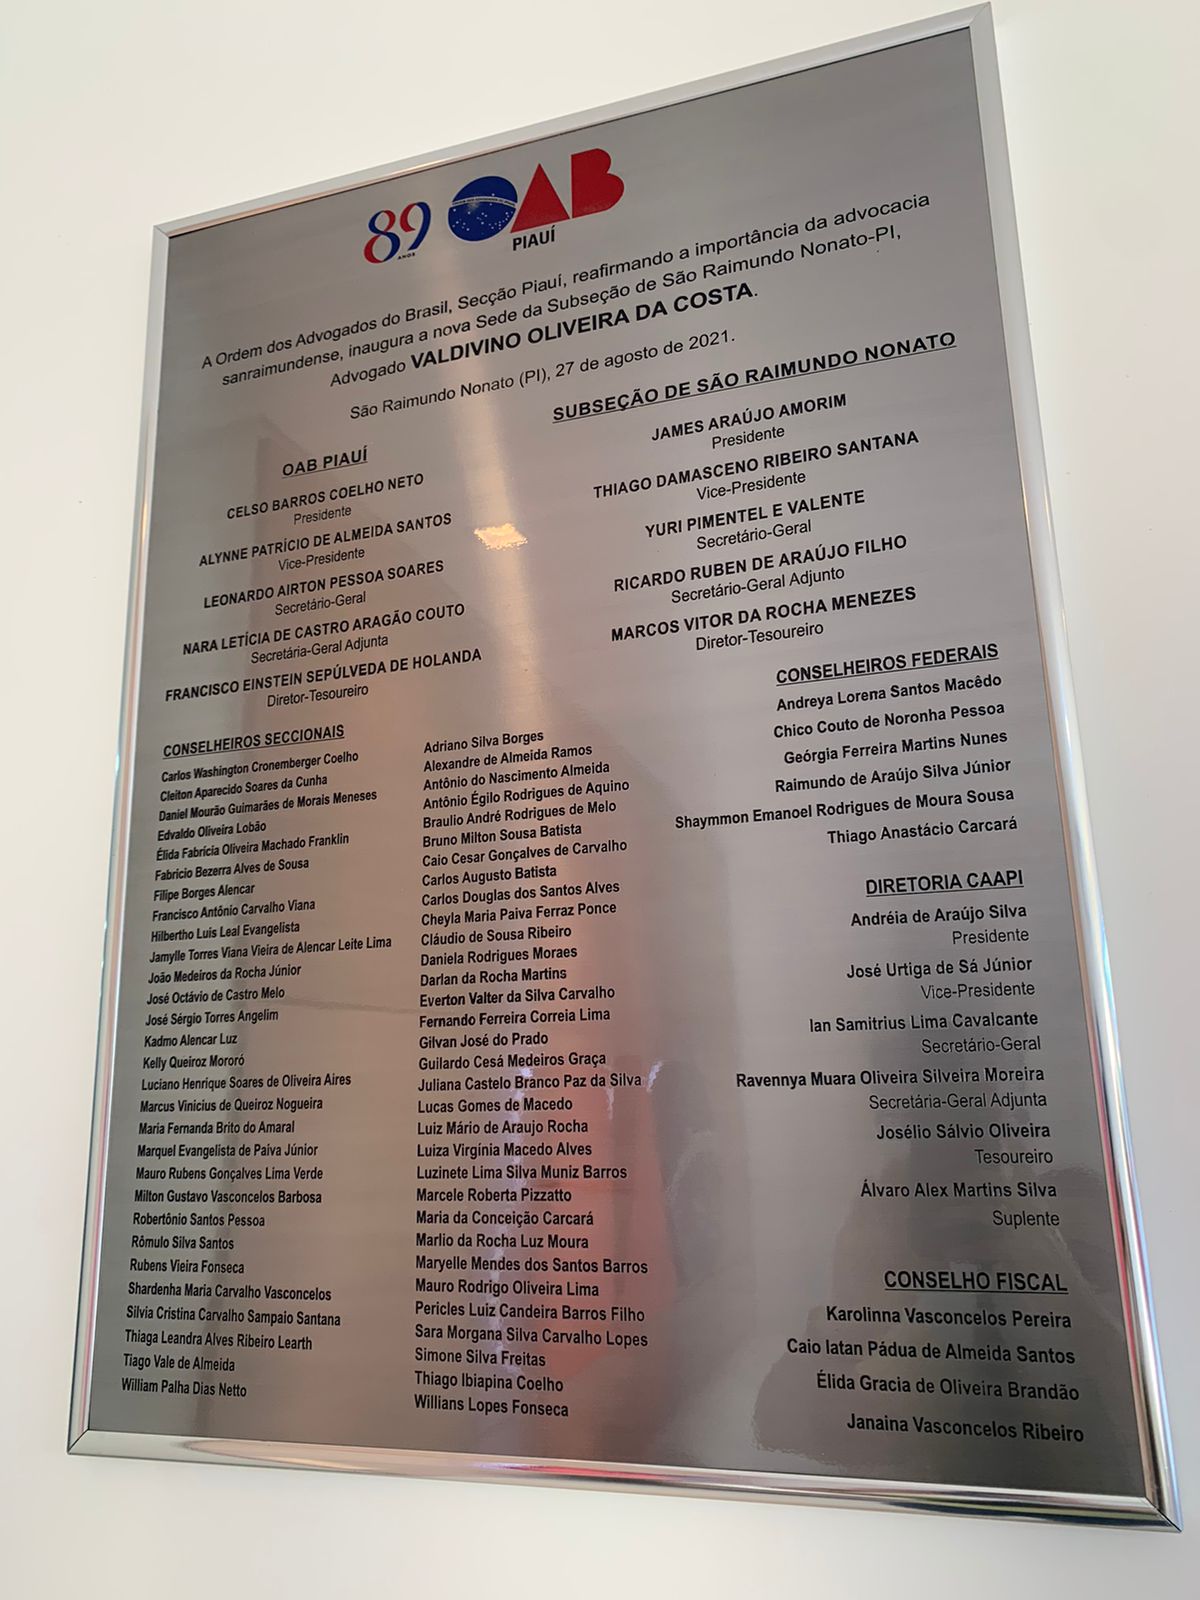 89
ANOS
OAB
PIAUÍ
A Ordem dos Advogados do Brasil, Secção Piauí, reafirmando a importância da advocacia
sanraimundense, inaugura a nova Sede da Subseção de São Raimundo Nonato-PI,
Advogado VALDIVINO OLIVEIRA DA COSTA.
São Raimundo Nonato (PI), 27 de agosto de 2021.
OAB PIAUÍ
CELSO BARROS COELHO NETO
Presidente
ALYNNE PATRÍCIO DE ALMEIDA SANTOS
Vice-Presidente
LEONARDO AIRTON PESSOA SOARES
Secretário-Geral
NARA LETÍCIA DE CASTRO ARAGÃO COUTO
Secretária-Geral Adjunta
FRANCISCO EINSTEIN SEPÚLVEDA DE HOLANDA
Diretor-Tesoureiro
SUBSEÇÃO DE SÃO RAIMUNDO NONATO
JAMES ARAÚJO AMORIM
Presidente
THIAGO DAMASCENO RIBEIRO SANTANA
Vice-Presidente
YURI PIMENTEL E VALENTE
Secretário-Geral
RICARDO RUBEN DE ARAÚJO FILHO
Secretário-Geral Adjunto
MARCOS VITOR DA ROCHA MENEZES
Diretor-Tesoureiro
CONSELHEIROS SECCIONAIS
Carlos Washington Cronemberger Coelho
Cleiton Aparecido Soares da Cunha
Daniel Mourão Guimarães de Morais Meneses
Edvaldo Oliveira Lobão
Élida Fabrícia Oliveira Machado Franklin
Fabricio Bezerra Alves de Sousa
Filipe Borges Alencar
Francisco Antônio Carvalho Viana
Hilbertho Luis Leal Evangelista
Jamylle Torres Viana Vieira de Alencar Leite Lima
João Medeiros da Rocha Júnior
José Octávio de Castro Melo
José Sérgio Torres Angelim
Kadmo Alencar Luz
Kelly Queiroz Mororó
Luciano Henrique Soares de Oliveira Aires
Marcus Vinicius de Queiroz Nogueira
Maria Fernanda Brito do Amaral
Marquel Evangelista de Paiva Júnior
Mauro Rubens Gonçalves Lima Verde
Milton Gustavo Vasconcelos Barbosa
Robertônio Santos Pessoa
Rômulo Silva Santos
Rubens Vieira Fonseca
Shardenha Maria Carvalho Vasconcelos
Silvia Cristina Carvalho Sampaio Santana
Thiaga Leandra Alves Ribeiro Learth
Tiago Vale de Almeida
William Palha Dias Netto
Adriano Silva Borges
Alexandre de Almeida Ramos
Antônio do Nascimento Almeida
Antônio Égilo Rodrigues de Aquino
Braulio André Rodrigues de Melo
Bruno Milton Sousa Batista
Caio Cesar Gonçalves de Carvalho
Carlos Augusto Batista
Carlos Douglas dos Santos Alves
Cheyla Maria Paiva Ferraz Ponce
Cláudio de Sousa Ribeiro
Daniela Rodrigues Moraes
Darlan da Rocha Martins
Everton Valter da Silva Carvalho
Fernando Ferreira Correia Lima
Gilvan José do Prado
Guilardo Cesá Medeiros Graça
Juliana Castelo Branco Paz da Silva
Lucas Gomes de Macedo
Luiz Mário de Araujo Rocha
Luiza Virgínia Macedo Alves
Luzinete Lima Silva Muniz Barros
Marcele Roberta Pizzatto
Maria da Conceição Carcará
Marlio da Rocha Luz Moura
Maryelle Mendes dos Santos Barros
Mauro Rodrigo Oliveira Lima
Pericles Luiz Candeira Barros Filho
Sara Morgana Silva Carvalho Lopes
Simone Silva Freitas
Thiago Ibiapina Coelho
Willians Lopes Fonseca
CONSELHEIROS FEDERAIS
Andreya Lorena Santos Macêdo
Chico Couto de Noronha Pessoa
Geórgia Ferreira Martins Nunes
Raimundo de Araújo Silva Júnior
Shaymmon Emanoel Rodrigues de Moura Sousa
Thiago Anastácio Carcará
DIRETORIA CAAPI
Andréia de Araújo Silva
Presidente
José Urtiga de Sá Júnior
Vice-Presidente
Ian Samitrius Lima Cavalcante
Secretário-Geral
Ravennya Muara Oliveira Silveira Moreira
Secretária-Geral Adjunta
Josélio Sálvio Oliveira
Tesoureiro
Álvaro Alex Martins Silva
Suplente
CONSELHO FISCAL
Karolinna Vasconcelos Pereira
Caio Iatan Pádua de Almeida Santos
Élida Gracia de Oliveira Brandão
Janaina Vasconcelos Ribeiro